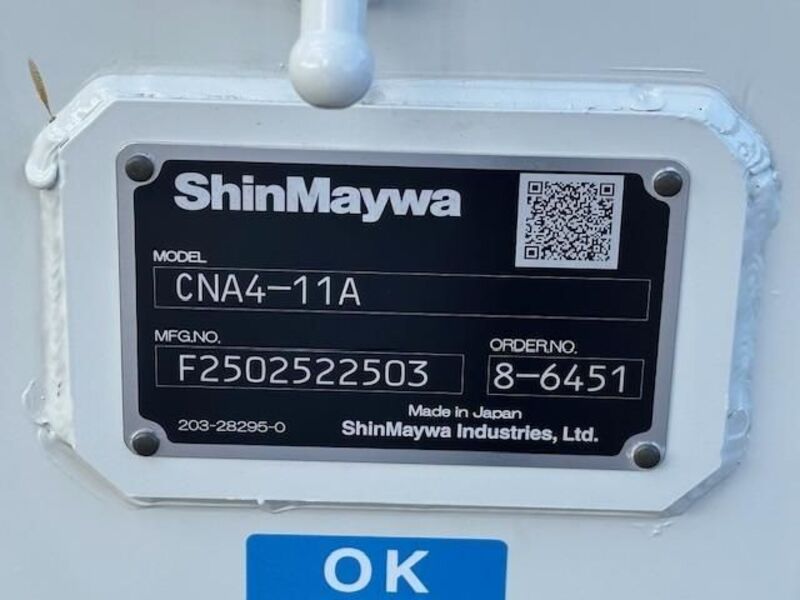 ShinMaywa
MODEL
CNA4-11A
MFG.NO. ORDER.NO.
F2502522503 8-6451
Made in Japan
203-28295-0 ShinMaywa Industries, Ltd.
OK